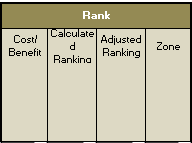 Rank
Cost/
Benefit
Calculate
d
Ranking
Adjusted
Ranking
Zone